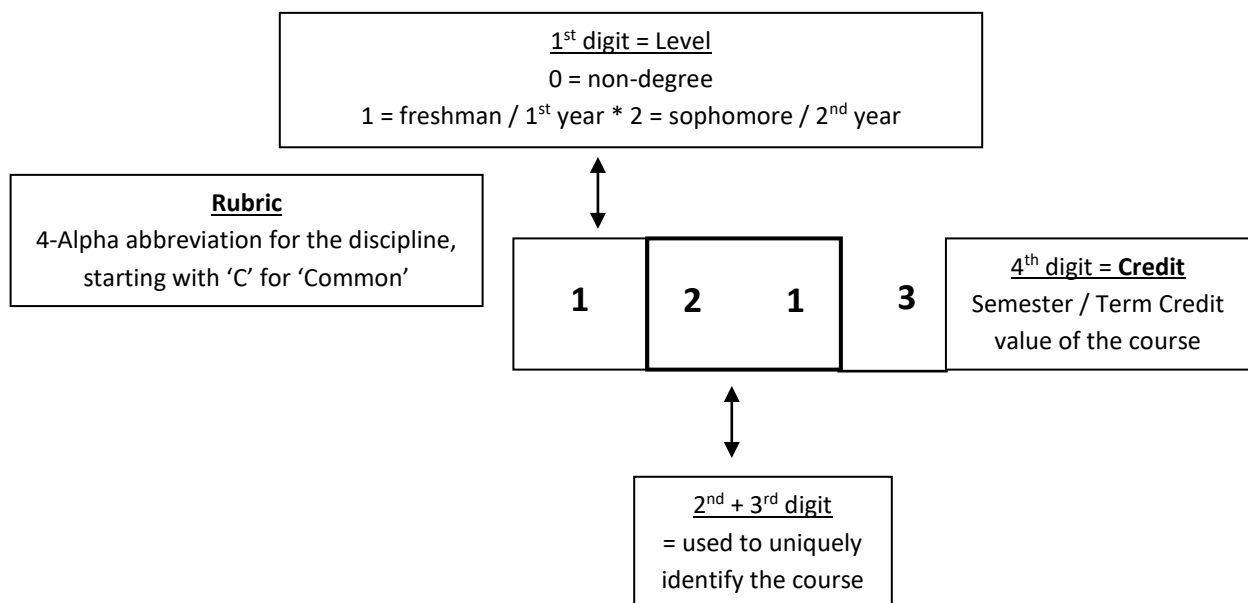 1st digit = Level
0 = non-degree
1 = freshman / 1st year * 2 = sophomore / 2nd year
Rubric
4-Alpha abbreviation for the discipline,
starting with ‘C’ for ‘Common’
1 2 1 3
4th digit = Credit
Semester / Term Credit
value of the course
2nd + 3rd digit
= used to uniquely
identify the course